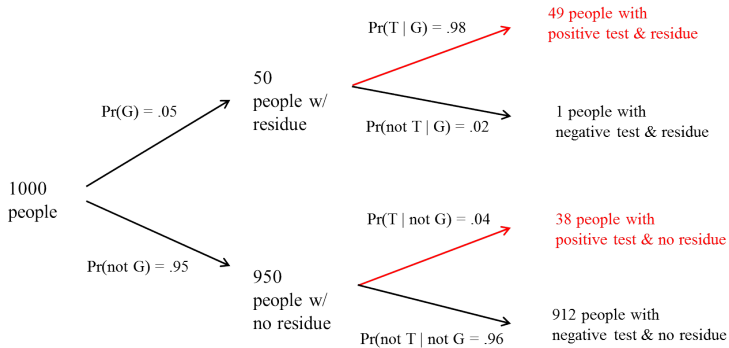 1000
people
Pr(G) = .05
Pr(not G) = .95
50
people w/
residue
950
people w/
no residue
Pr(T | G) = .98
Pr(not T | G) = .02
Pr(T | not G) = .04
Pr(not T | not G = .96
49 people with
positive test & residue
1 people with
negative test & residue
38 people with
positive test & no residue
912 people with
negative test & no residue